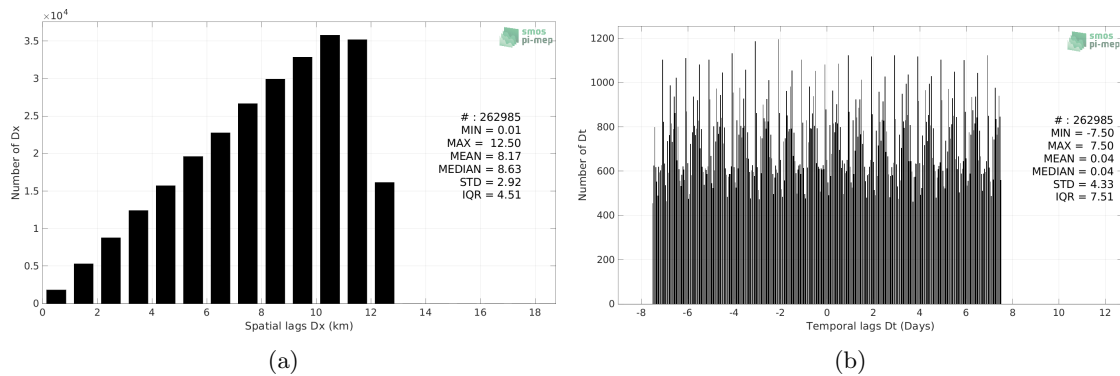 ×10⁴
3.5
3
2.5
2
1.5
1
0.5
0
Number of Dx
0 2 4 6 8 10 12 14 16 18
Spatial lags Dx (km)
smos
pi-mep
# : 262985
MIN = 0.01
MAX = 12.50
MEAN = 8.17
MEDIAN = 8.63
STD = 2.92
IQR = 4.51
(a)
1200
1000
800
600
400
200
0
Number of Dt
-8 -6 -4 -2 0 2 4 6 8 10 12
Temporal lags Dt (Days)
smos
pi-mep
# : 262985
MIN = -7.50
MAX = 7.50
MEAN = 0.04
MEDIAN = 0.04
STD = 4.33
IQR = 7.51
(b)